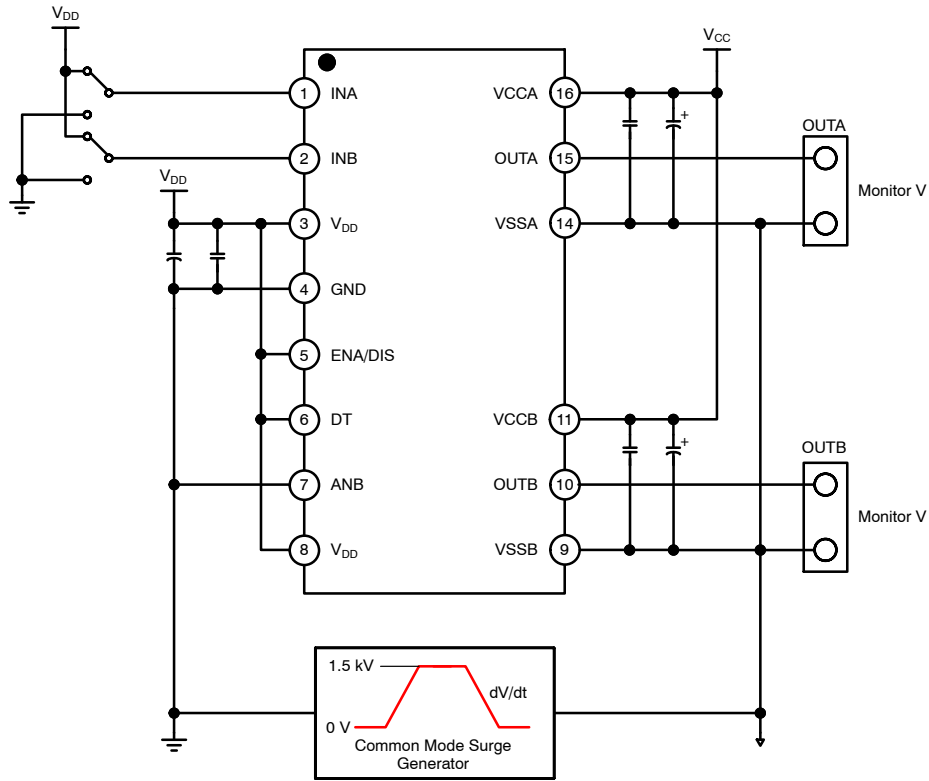 VDD
VCC
1 INA
VCCA 16
OUTA
2 INB
OUTA 15
Monitor V
VDD
3 VDD
VSSA 14
4 GND
5 ENA/DIS
6 DT
VCCB 11
OUTB
7 ANB
OUTB 10
Monitor V
8 VDD
VSSB 9
+
+
1.5 kV
dV/dt
0 V
Common Mode Surge
Generator